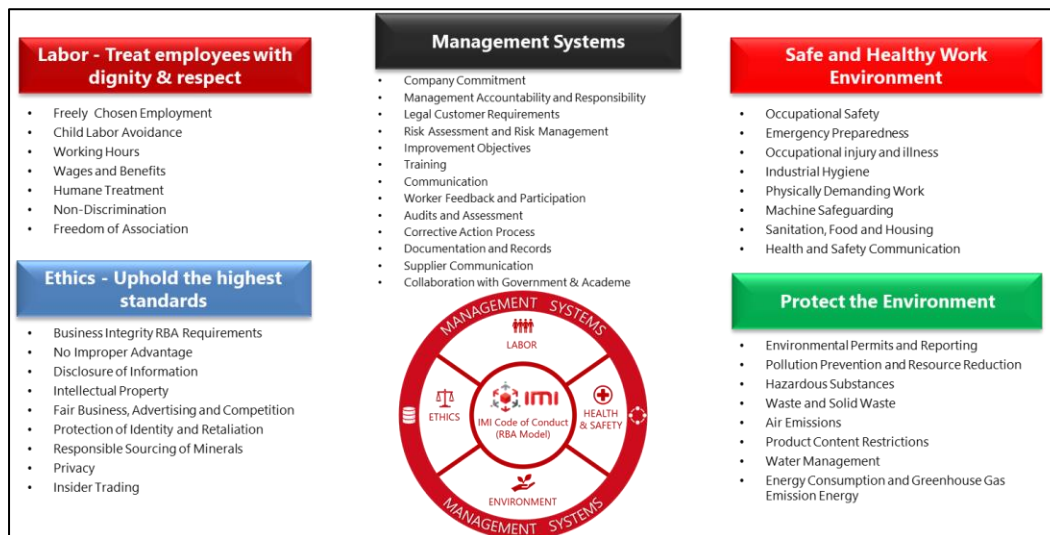 Labor - Treat employees with
dignity & respect
• Freely Chosen Employment
• Child Labor Avoidance
• Working Hours
• Wages and Benefits
• Humane Treatment
• Non-Discrimination
• Freedom of Association
Ethics - Uphold the highest
standards
• Business Integrity RBA Requirements
• No Improper Advantage
• Disclosure of Information
• Intellectual Property
• Fair Business, Advertising and Competition
• Protection of Identity and Retaliation
• Responsible Sourcing of Minerals
• Privacy
• Insider Trading
Management Systems
• Company Commitment
• Management Accountability and Responsibility
• Legal Customer Requirements
• Risk Assessment and Risk Management
• Improvement Objectives
• Training
• Communication
• Worker Feedback and Participation
• Audits and Assessment
• Corrective Action Process
• Documentation and Records
• Supplier Communication
• Collaboration with Government & Academe
MANAGEMENT SYSTEMS
LABOR
ETHICS
IMI
IMI Code of Conduct
(RBA Model)
HEALTH
& SAFETY
ENVIRONMENT
MANAGEMENT SYSTEMS
Safe and Healthy Work
Environment
• Occupational Safety
• Emergency Preparedness
• Occupational injury and illness
• Industrial Hygiene
• Physically Demanding Work
• Machine Safeguarding
• Sanitation, Food and Housing
• Health and Safety Communication
Protect the Environment
• Environmental Permits and Reporting
• Pollution Prevention and Resource Reduction
• Hazardous Substances
• Waste and Solid Waste
• Air Emissions
• Product Content Restrictions
• Water Management
• Energy Consumption and Greenhouse Gas
Emission Energy